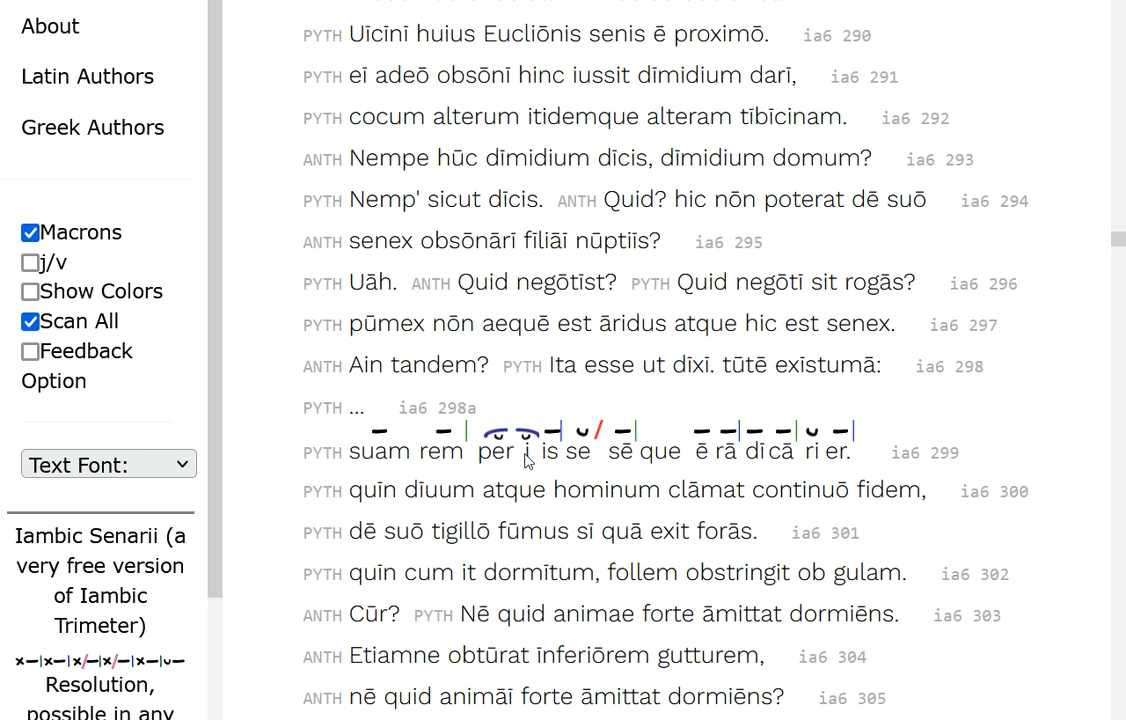 About
Latin Authors
Greek Authors
Macrons
j/v
Show Colors
Scan All
Feedback
Option
Text Font:
Iambic Senarii (a
very free version
of Iambic
Trimeter)
Resolution,
possible in any
PYTH Uīcīnī huius Eucliōnis senis ē proximō. ia6 290
PYTH eī adeō obsōnī hinc iussit dīmidium darī, ia6 291
PYTH cocum alterum itidemque alteram tībīcinam. ia6 292
ANTH Nempe hūc dīmidium dīcis, dīmidium domum? ia6 293
PYTH Nemp' sicut dīcis. ANTH Quid? hic nōn poterat dē suō ia6 294
ANTH senex obsōnārī fīliāī nūptiīs? ia6 295
PYTH Uāh. ANTH Quid negōtīst? PYTH Quid negōtī sit rogās? ia6 296
PYTH pūmex nōn aequē est āridus atque hic est senex. ia6 297
ANTH Ain tandem? PYTH Ita esse ut dīxī. tūtē exīstumā: ia6 298
PYTH ... ia6 298a
PYTH suam rem per i is se sē que ē rā dī cā ri er. ia6 299
PYTH quīn dīuum atque hominum clāmat continuō fidem, ia6 300
PYTH dē suō tigillō fūmus sī quā exit forās. ia6 301
PYTH quīn cum it dormītum, follem obstringit ob gulam. ia6 302
ANTH Cūr? PYTH Nē quid animae forte āmittat dormiēns. ia6 303
ANTH Etiamne obtūrat īnferiōrem gutturem, ia6 304
ANTH nē quid animāī forte āmittat dormiēns? ia6 305